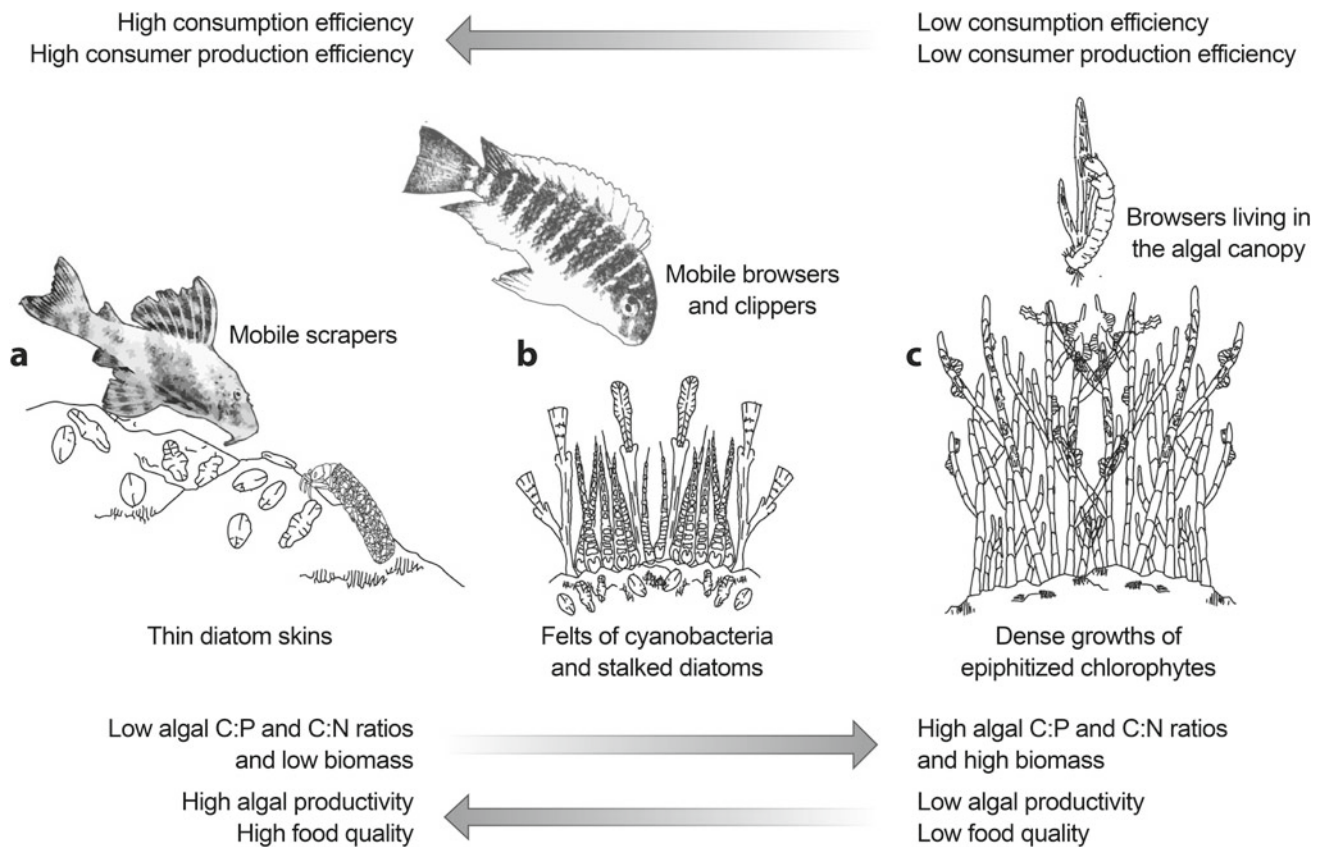 High consumption efficiency
High consumer production efficiency
Low consumption efficiency
Low consumer production efficiency
Browsers living in
the algal canopy
Mobile browsers
and clippers
Mobile scrapers
a
b
c
Thin diatom skins
Felts of cyanobacteria
and stalked diatoms
Dense growths of
epiphitized chlorophytes
Low algal C:P and C:N ratios
and low biomass
High algal C:P and C:N ratios
and high biomass
High algal productivity
High food quality
Low algal productivity
Low food quality